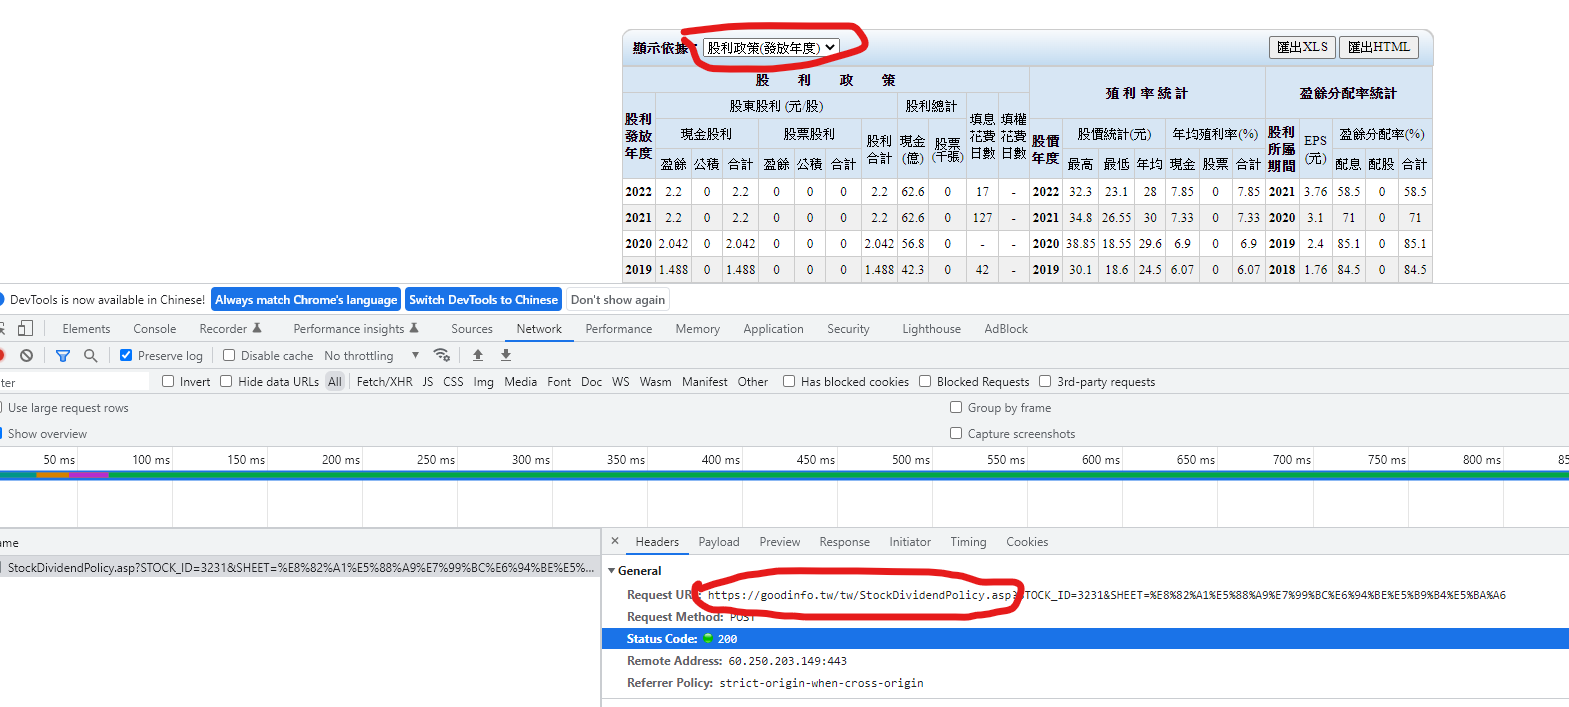 顯示依據: 股利政策(發放年度) 匯出XLS 匯出HTML
股 利 政 策 殖 利 率 統 計 盈餘分配率統計
股利發放年度 股東股利 (元/股) 股利總計 填息花費日數 填權花費日數 股價年度 股價統計(元) 年均殖利率(%) 股利所屬期間 EPS(元) 盈餘分配率(%)
現金股利 股票股利 股利合計 現金(億) 股票(千張)
盈餘 公積 合計 盈餘 公積 合計 最高 最低 年均 現金 股票 合計 配息 配股 合計
2022 2.2 0 2.2 0 0 0 2.2 62.6 0 17 - 2022 32.3 23.1 28 7.85 0 7.85 2021 3.76 58.5 0 58.5
2021 2.2 0 2.2 0 0 0 2.2 62.6 0 127 - 2021 34.8 26.55 30 7.33 0 7.33 2020 3.1 71 0 71
2020 2.042 0 2.042 0 0 0 2.042 56.8 0 - - 2020 38.85 18.55 29.6 6.9 0 6.9 2019 2.4 85.1 0 85.1
2019 1.488 0 1.488 0 0 0 1.488 42.3 0 42 - 2019 30.1 18.6 24.5 6.07 0 6.07 2018 1.76 84.5 0 84.5
DevTools is now available in Chinese! Always match Chrome's language Switch DevTools to Chinese Don't show again
Elements Console Recorder Performance insights Sources Network Performance Memory Application Security Lighthouse AdBlock
Preserve log Disable cache No throttling
ter Invert Hide data URLs All Fetch/XHR JS CSS Img Media Font Doc WS Wasm Manifest Other Has blocked cookies Blocked Requests 3rd-party requests
Use large request rows Group by frame
Show overview Capture screenshots
50 ms 100 ms 150 ms 200 ms 250 ms 300 ms 350 ms 400 ms 450 ms 500 ms 550 ms 600 ms 650 ms 700 ms 750 ms 800 ms 85
ame × Headers Payload Preview Response Initiator Timing Cookies
StockDividendPolicy.asp?STOCK_ID=3231&SHEET=%E8%82%A1%E5%88%A9%E7%99%BC%E6%94%BE%E5%...
General
Request URL: https://goodinfo.tw/tw/StockDividendPolicy.asp?STOCK_ID=3231&SHEET=%E8%82%A1%E5%88%A9%E7%99%BC%E6%94%BE%E5%B9%B4%E5%BA%A6
Request Method: POST
Status Code: 200
Remote Address: 60.250.203.149:443
Referrer Policy: strict-origin-when-cross-origin